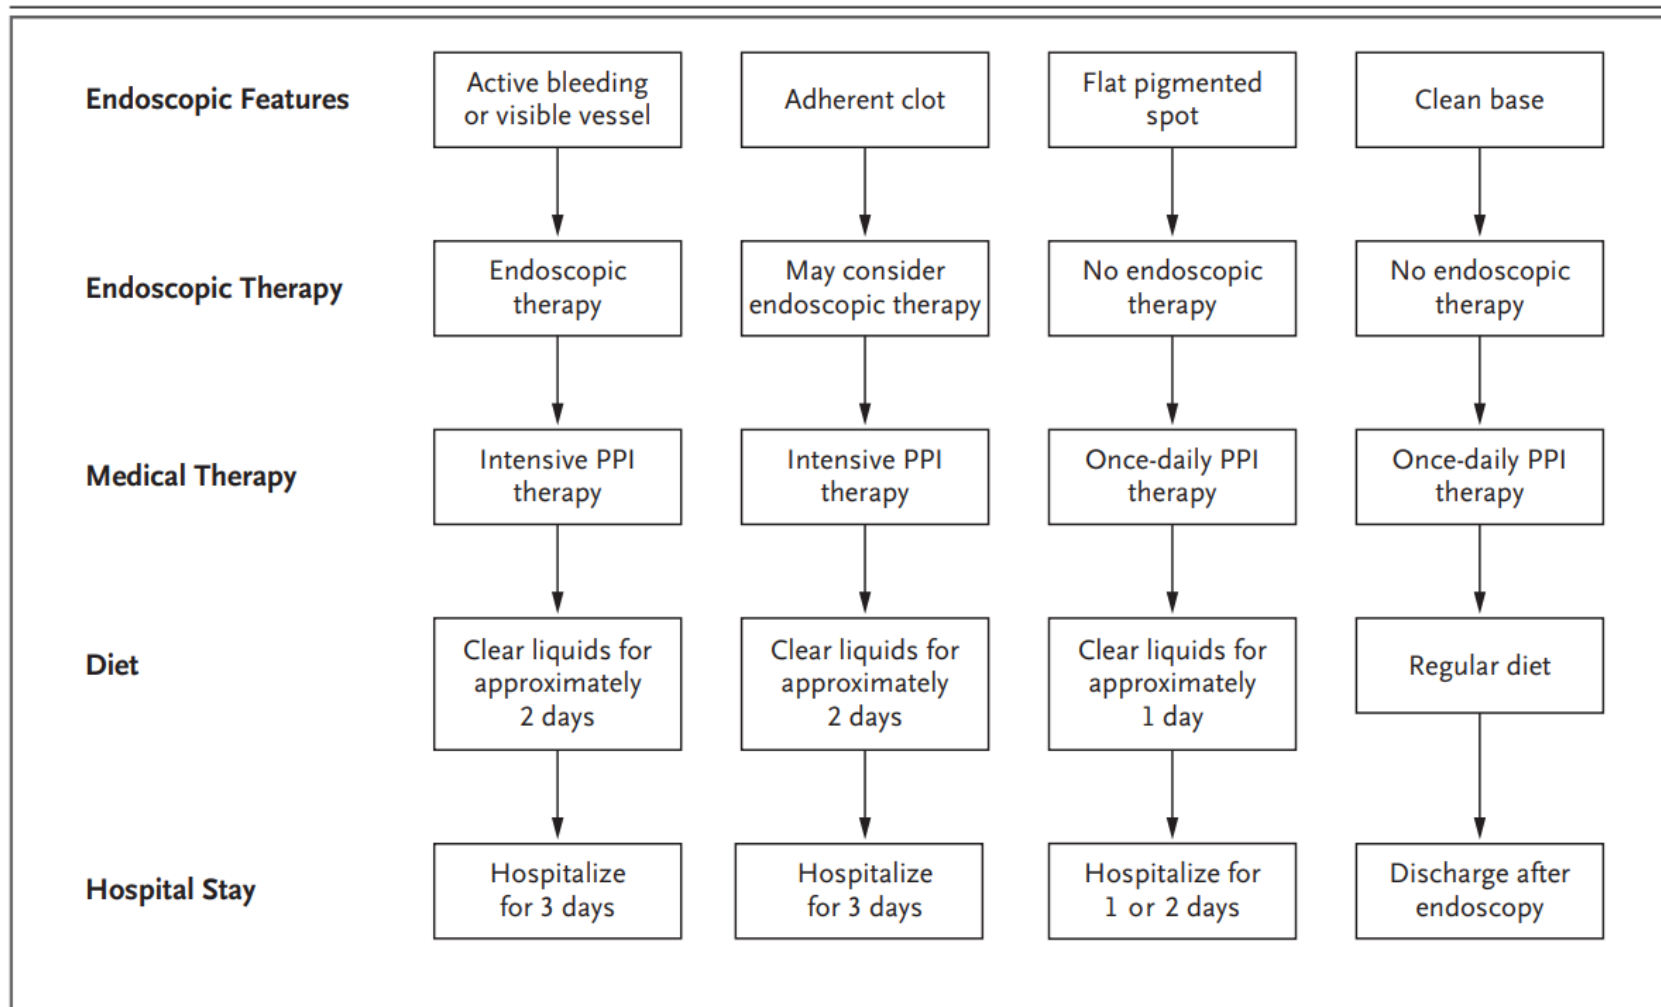 Endoscopic Features
Active bleeding
or visible vessel
Adherent clot
Flat pigmented
spot
Clean base
Endoscopic Therapy
Endoscopic
therapy
May consider
endoscopic therapy
No endoscopic
therapy
No endoscopic
therapy
Medical Therapy
Intensive PPI
therapy
Intensive PPI
therapy
Once-daily PPI
therapy
Once-daily PPI
therapy
Diet
Clear liquids for
approximately
2 days
Clear liquids for
approximately
2 days
Clear liquids for
approximately
1 day
Regular diet
Hospital Stay
Hospitalize
for 3 days
Hospitalize
for 3 days
Hospitalize for
1 or 2 days
Discharge after
endoscopy